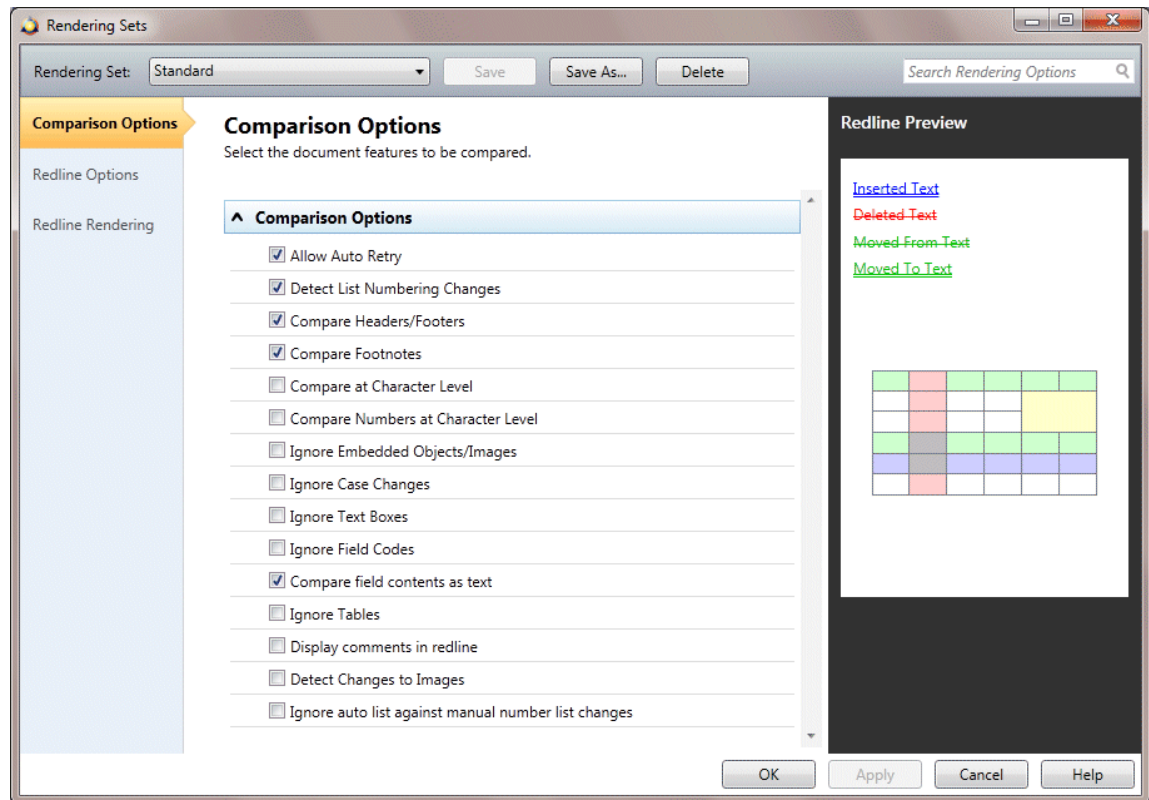 Rendering Sets
Rendering Set: Standard Save Save As... Delete Search Rendering Options
Comparison Options
Redline Options
Redline Rendering
Comparison Options
Select the document features to be compared.
Comparison Options
Allow Auto Retry
Detect List Numbering Changes
Compare Headers/Footers
Compare Footnotes
Compare at Character Level
Compare Numbers at Character Level
Ignore Embedded Objects/Images
Ignore Case Changes
Ignore Text Boxes
Ignore Field Codes
Compare field contents as text
Ignore Tables
Display comments in redline
Detect Changes to Images
Ignore auto list against manual number list changes
Redline Preview
Inserted Text
Deleted Text
Moved From Text
Moved To Text
OK Apply Cancel Help